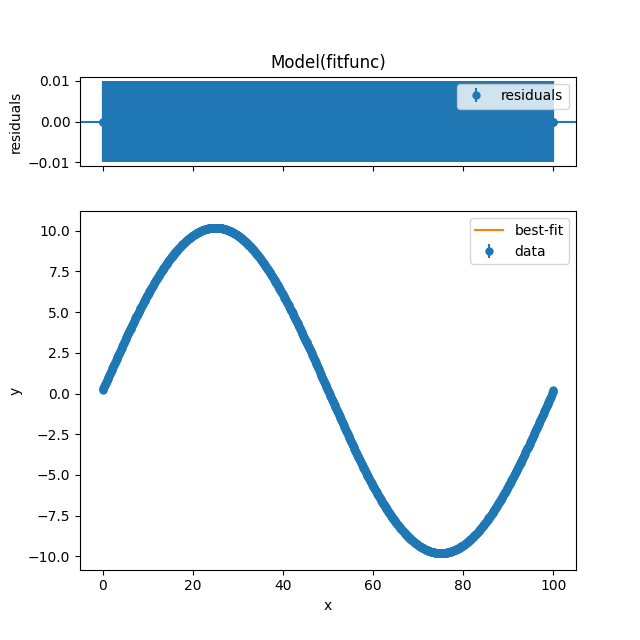 Model(fitfunc)
0.01
0.00
−0.01
residuals
residuals
10.0
7.5
5.0
2.5
0.0
−2.5
−5.0
−7.5
−10.0
y
best-fit
data
0 20 40 60 80 100
x